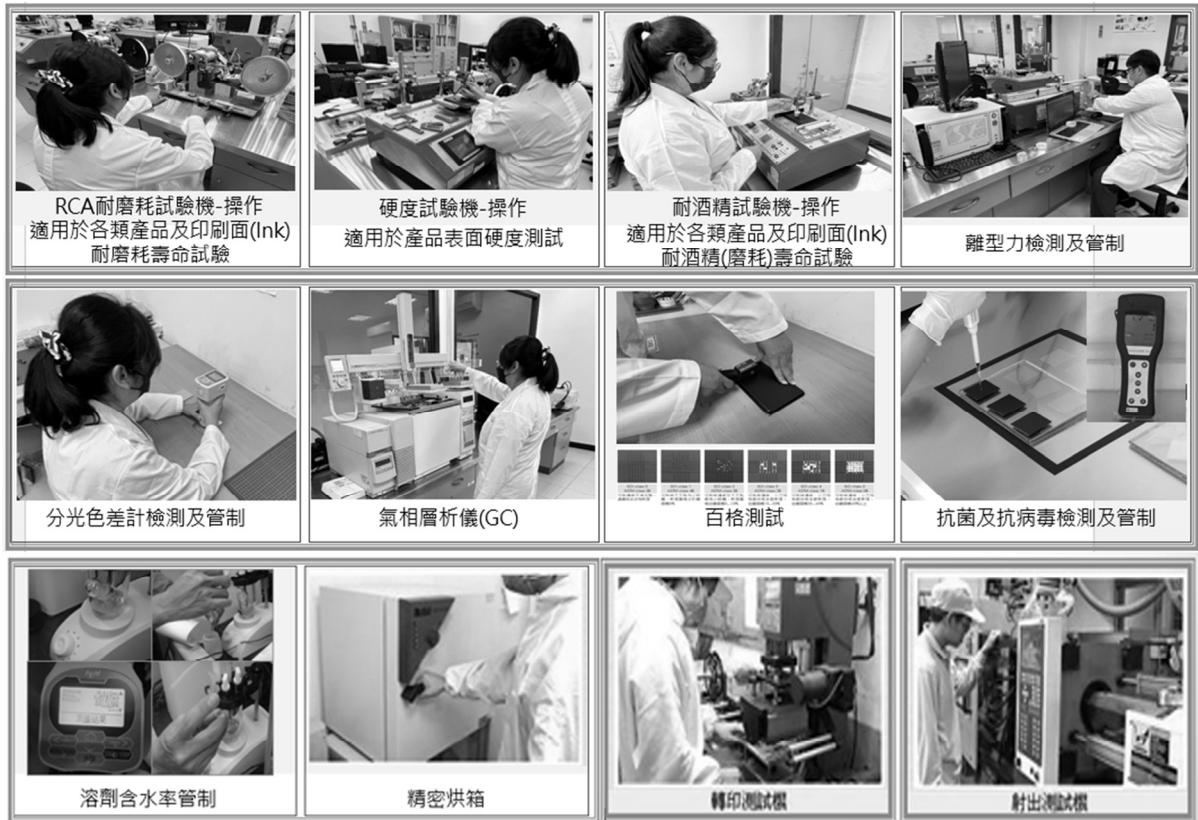 RCA耐磨耗試驗機-操作
適用於各類產品及印刷面(Ink)
耐磨耗壽命試驗
硬度試驗機-操作
適用於產品表面硬度測試
耐酒精試驗機-操作
適用於各類產品及印刷面(Ink)
耐酒精(磨耗)壽命試驗
離型力檢測及管制
分光色差計檢測及管制
氣相層析儀(GC)
百格測試
抗菌及抗病毒檢測及管制
溶劑含水率管制
精密烘箱
轉印測試機
射出測試機